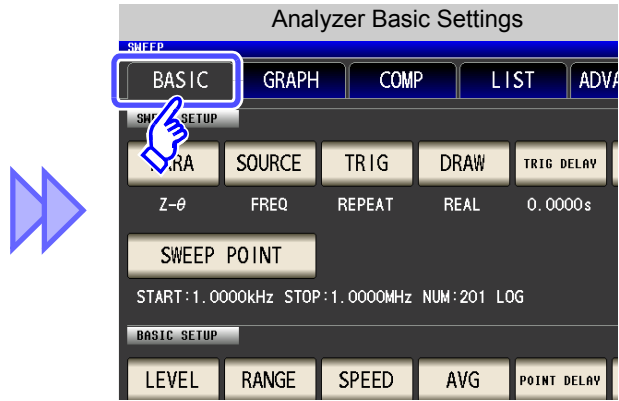 Analyzer Basic Settings
SWEEP
BASIC GRAPH COMP LIST
SETUP
SOURCE TRIG DRAW TRIG DELAY
Z-θ FREQ REPEAT REAL 0.0000s
SWEEP POINT
START:1.0000kHz STOP:1.0000MHz NUM:201 LOG
BASIC SETUP
LEVEL RANGE SPEED AVG POINT DELAY